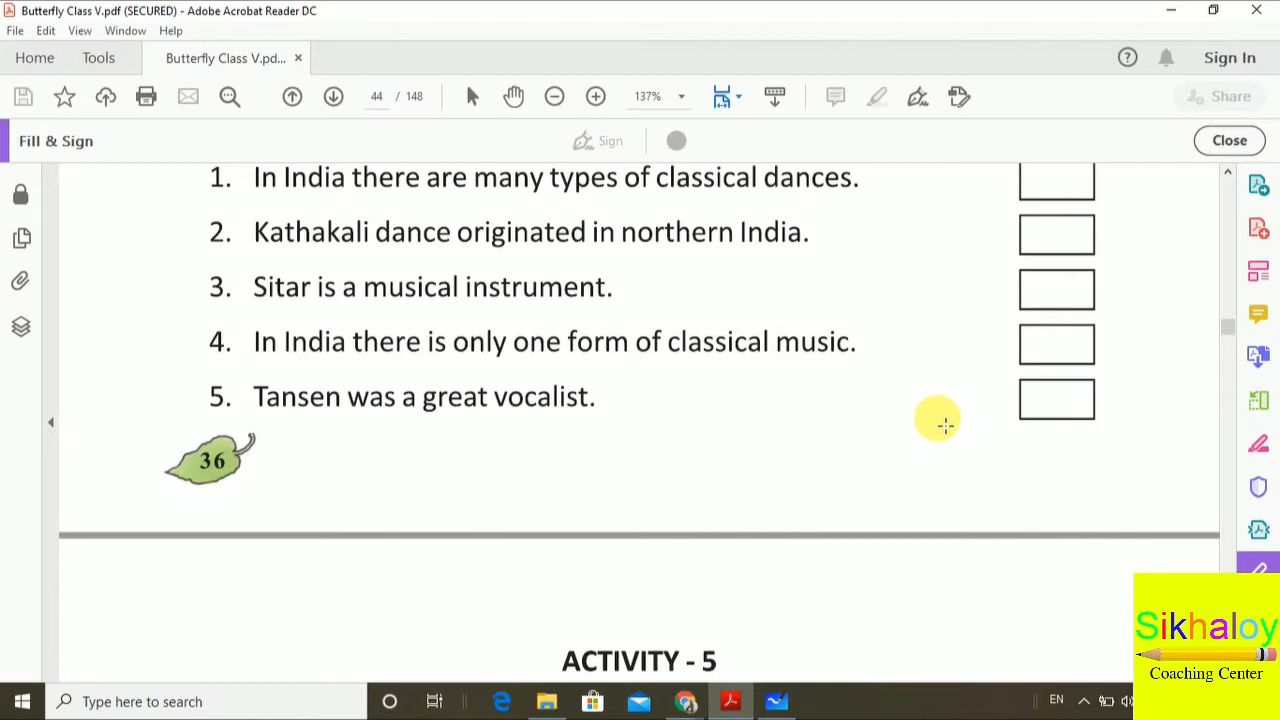 Butterfly Class V.pdf (SECURED) - Adobe Acrobat Reader DC
File Edit View Window Help
Home Tools Butterfly Class V.pd... × Sign In
44 / 148 137% Share
Fill & Sign Sign Close
1. In India there are many types of classical dances.
2. Kathakali dance originated in northern India.
3. Sitar is a musical instrument.
4. In India there is only one form of classical music.
5. Tansen was a great vocalist.
36
ACTIVITY - 5
Sikhaloy
Coaching Center
Type here to search EN